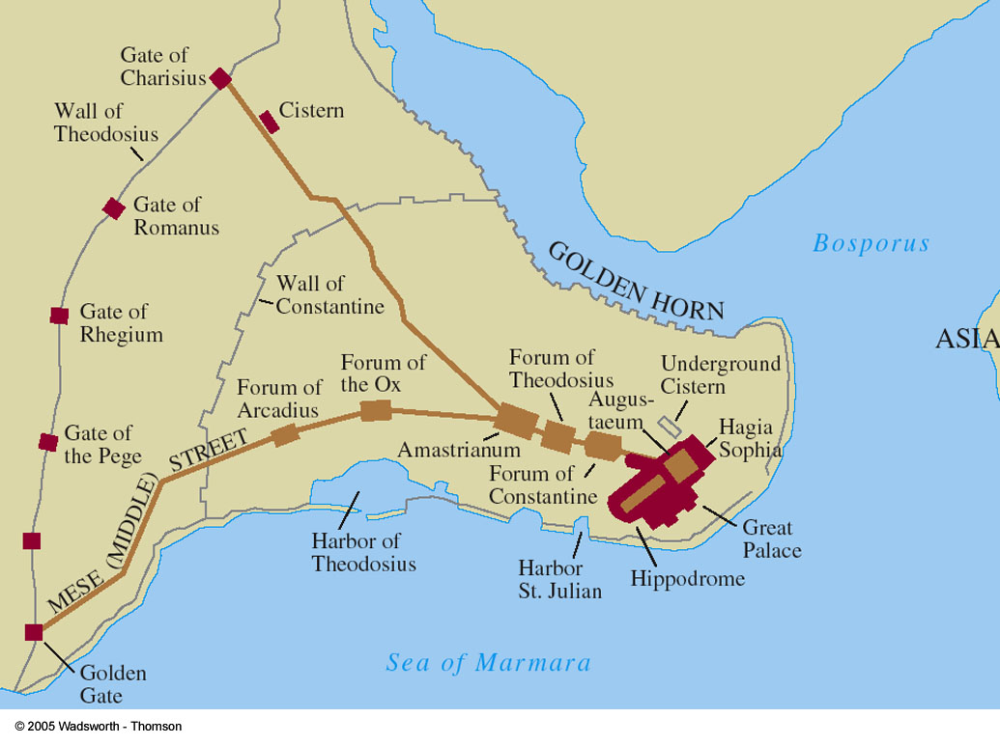 Gate of
Charisius
Cistern
Wall of
Theodosius
Gate of
Romanus
Bosporus
GOLDEN HORN
Wall of
Constantine
Gate of
Rhegium
ASIA
Forum of
the Ox
Forum of
Theodosius
Underground
Cistern
Forum of
Arcadius
Augus-
taeum
Hagia
Sophia
Gate of
the Pege
Amastrianum
Forum of
Constantine
MESE (MIDDLE) STREET
Great
Palace
Harbor of
Theodosius
Harbor
St. Julian
Hippodrome
Sea of Marmara
Golden
Gate
© 2005 Wadsworth - Thomson